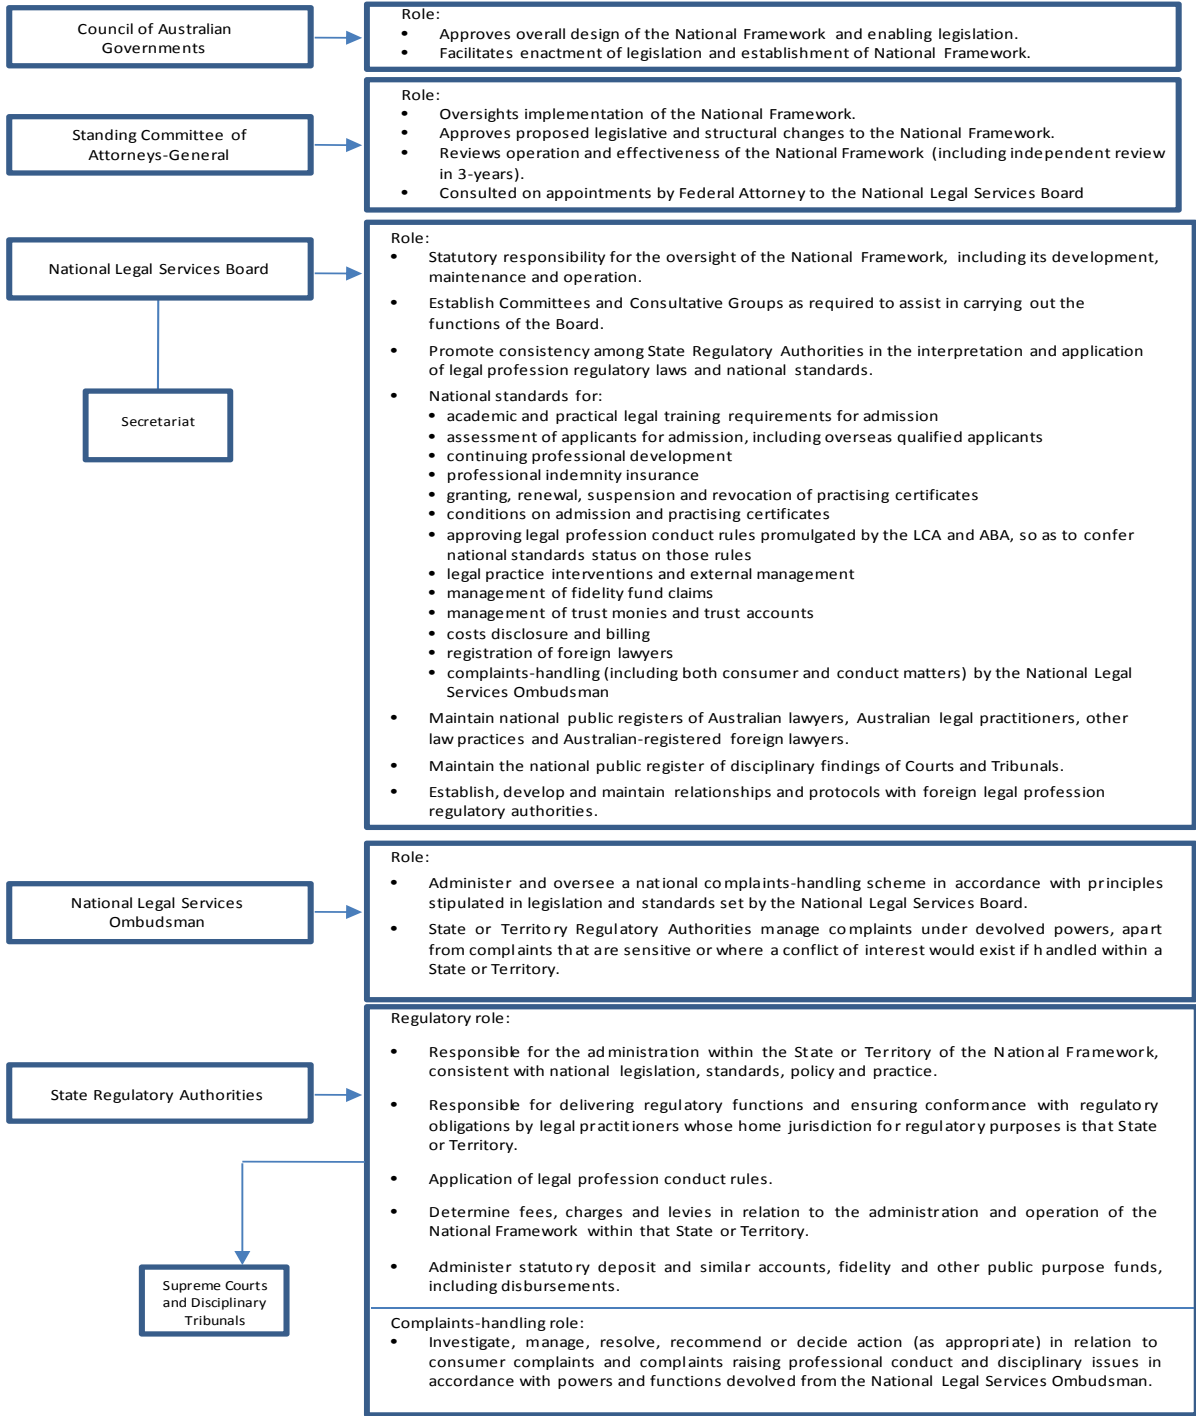 Council of Australian
Governments
Role:
• Approves overall design of the National Framework and enabling legislation.
• Facilitates enactment of legislation and establishment of National Framework.
Standing Committee of
Attorneys-General
Role:
• Oversights implementation of the National Framework.
• Approves proposed legislative and structural changes to the National Framework.
• Reviews operation and effectiveness of the National Framework (including independent review
in 3-years).
• Consulted on appointments by Federal Attorney to the National Legal Services Board
National Legal Services Board
Secretariat
Role:
• Statutory responsibility for the oversight of the National Framework, including its development,
maintenance and operation.
• Establish Committees and Consultative Groups as required to assist in carrying out the
functions of the Board.
• Promote consistency among State Regulatory Authorities in the interpretation and application
of legal profession regulatory laws and national standards.
• National standards for:
• academic and practical legal training requirements for admission
• assessment of applicants for admission, including overseas qualified applicants
• continuing professional development
• professional indemnity insurance
• granting, renewal, suspension and revocation of practising certificates
• conditions on admission and practising certificates
• approving legal profession conduct rules promulgated by the LCA and ABA, so as to confer
national standards status on those rules
• legal practice interventions and external management
• management of fidelity fund claims
• management of trust monies and trust accounts
• costs disclosure and billing
• registration of foreign lawyers
• complaints-handling (including both consumer and conduct matters) by the National Legal
Services Ombudsman
• Maintain national public registers of Australian lawyers, Australian legal practitioners, other
law practices and Australian-registered foreign lawyers.
• Maintain the national public register of disciplinary findings of Courts and Tribunals.
• Establish, develop and maintain relationships and protocols with foreign legal profession
regulatory authorities.
National Legal Services
Ombudsman
Role:
• Administer and oversee a national complaints-handling scheme in accordance with principles
stipulated in legislation and standards set by the National Legal Services Board.
• State or Territory Regulatory Authorities manage complaints under devolved powers, apart
from complaints that are sensitive or where a conflict of interest would exist if handled within a
State or Territory.
State Regulatory Authorities
Supreme Courts
and Disciplinary
Tribunals
Regulatory role:
• Responsible for the administration within the State or Territory of the National Framework,
consistent with national legislation, standards, policy and practice.
• Responsible for delivering regulatory functions and ensuring conformance with regulatory
obligations by legal practitioners whose home jurisdiction for regulatory purposes is that State
or Territory.
• Application of legal profession conduct rules.
• Determine fees, charges and levies in relation to the administration and operation of the
National Framework within that State or Territory.
• Administer statutory deposit and similar accounts, fidelity and other public purpose funds,
including disbursements.
Complaints-handling role:
• Investigate, manage, resolve, recommend or decide action (as appropriate) in relation to
consumer complaints and complaints raising professional conduct and disciplinary issues in
accordance with powers and functions devolved from the National Legal Services Ombudsman.